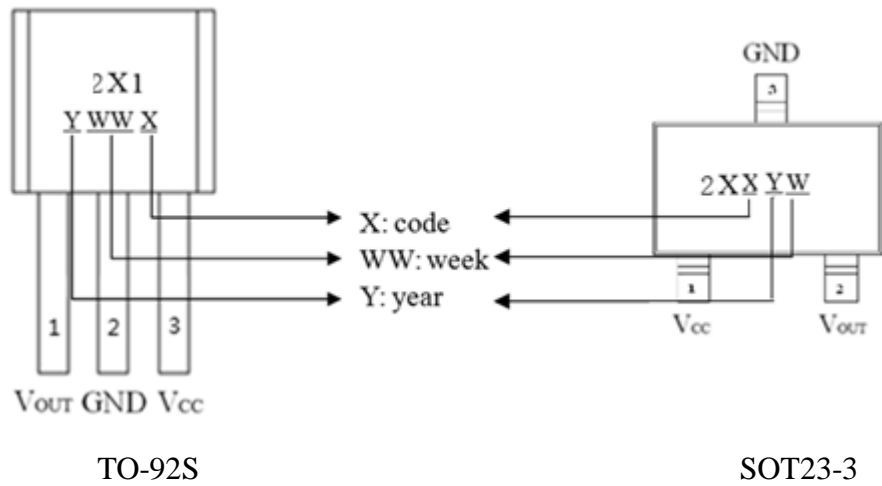 2X1
Y WW X
1 2 3
VOUT GND VCC
TO-92S
X: code
WW: week
Y: year
GND
3
2XX Y W
1 2
VCC VOUT
SOT23-3